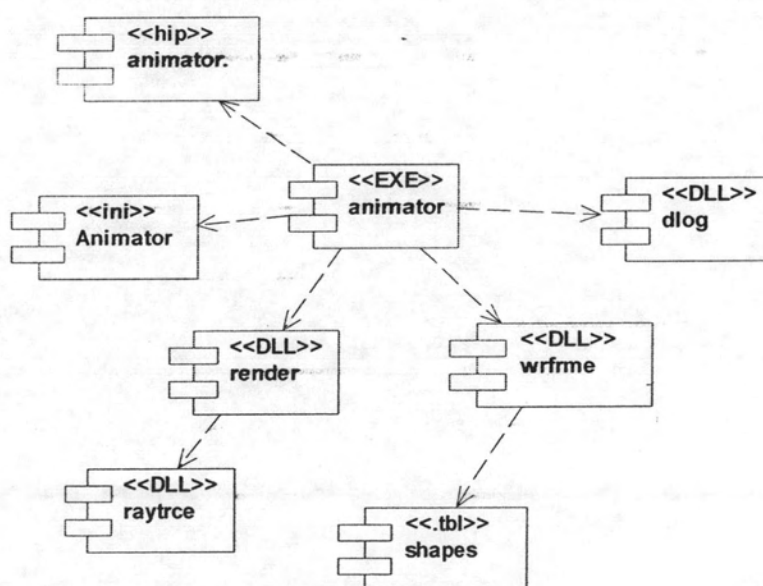 <<hip>>
animator.
<<EXE>>
animator
<<ini>>
Animator
<<DLL>>
dlog
<<DLL>>
render
<<DLL>>
wrfrme
<<DLL>>
raytrce
<<.tbl>>
shapes